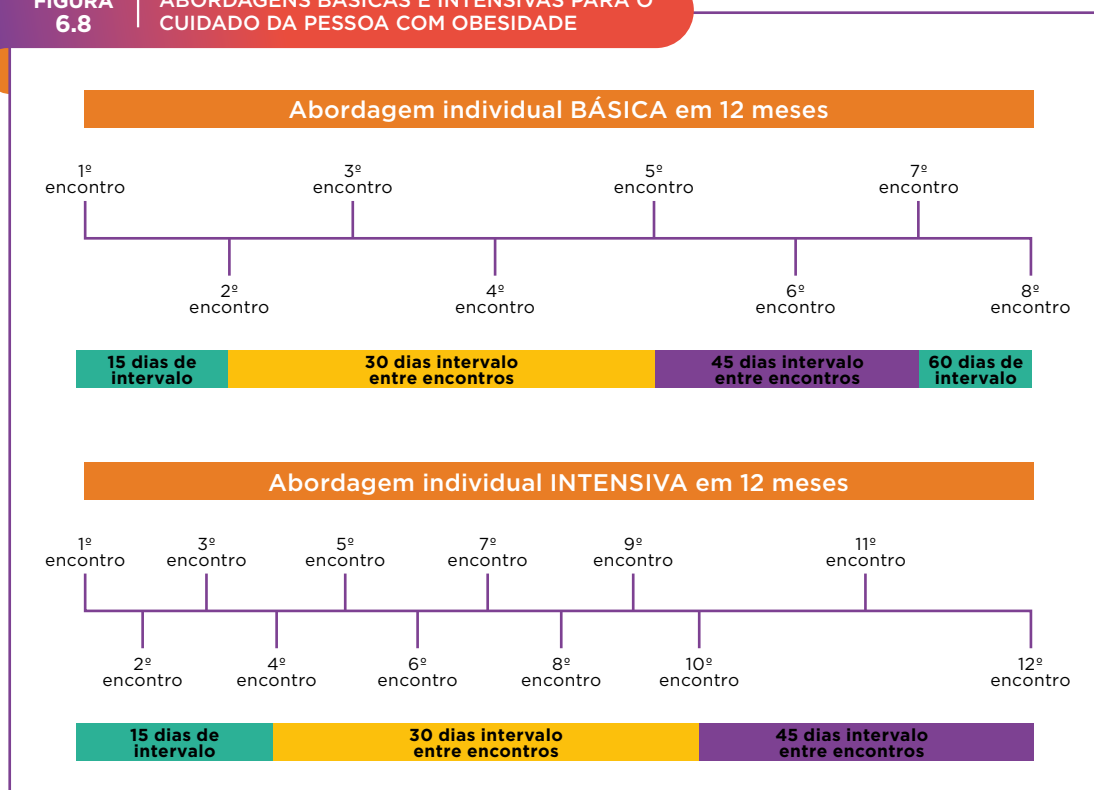 FIGURA
6.8
ABORDAGENS BÁSICAS E INTENSIVAS PARA O
CUIDADO DA PESSOA COM OBESIDADE
Abordagem individual BÁSICA em 12 meses
1º
encontro
3º
encontro
5º
encontro
7º
encontro
2º
encontro
4º
encontro
6º
encontro
8º
encontro
15 dias de
intervalo
30 dias intervalo
entre encontros
45 dias intervalo
entre encontros
60 dias de
intervalo
Abordagem individual INTENSIVA em 12 meses
1º
encontro
3º
encontro
5º
encontro
7º
encontro
9º
encontro
11º
encontro
2º
encontro
4º
encontro
6º
encontro
8º
encontro
10º
encontro
12º
encontro
15 dias de
intervalo
30 dias intervalo
entre encontros
45 dias intervalo
entre encontros